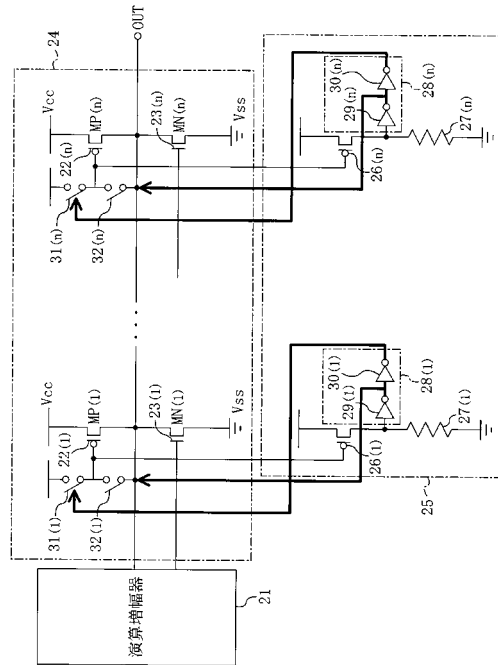 24
OUT
Vcc
MP(n)
22(n)
31(n)
32(n)
23(n)
MN(n)
Vss
30(n)
29(n)
28(n)
26(n)
27(n)
Vcc
MP(1)
22(1)
31(1)
32(1)
23(1)
MN(1)
Vss
30(1)
29(1)
28(1)
26(1)
27(1)
25
演算増幅器
21